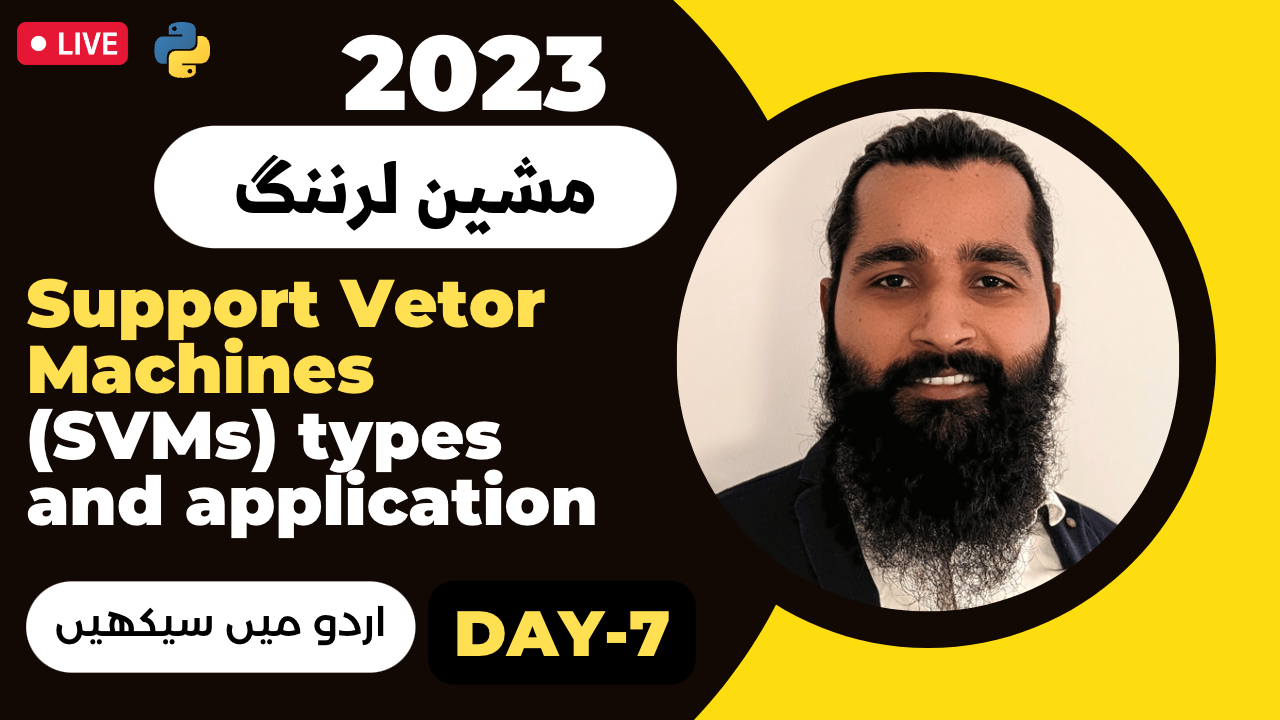 LIVE
2023
مشین لرننگ
Support Vetor
Machines
(SVMs) types
and application
اردو میں سیکھیں
DAY-7